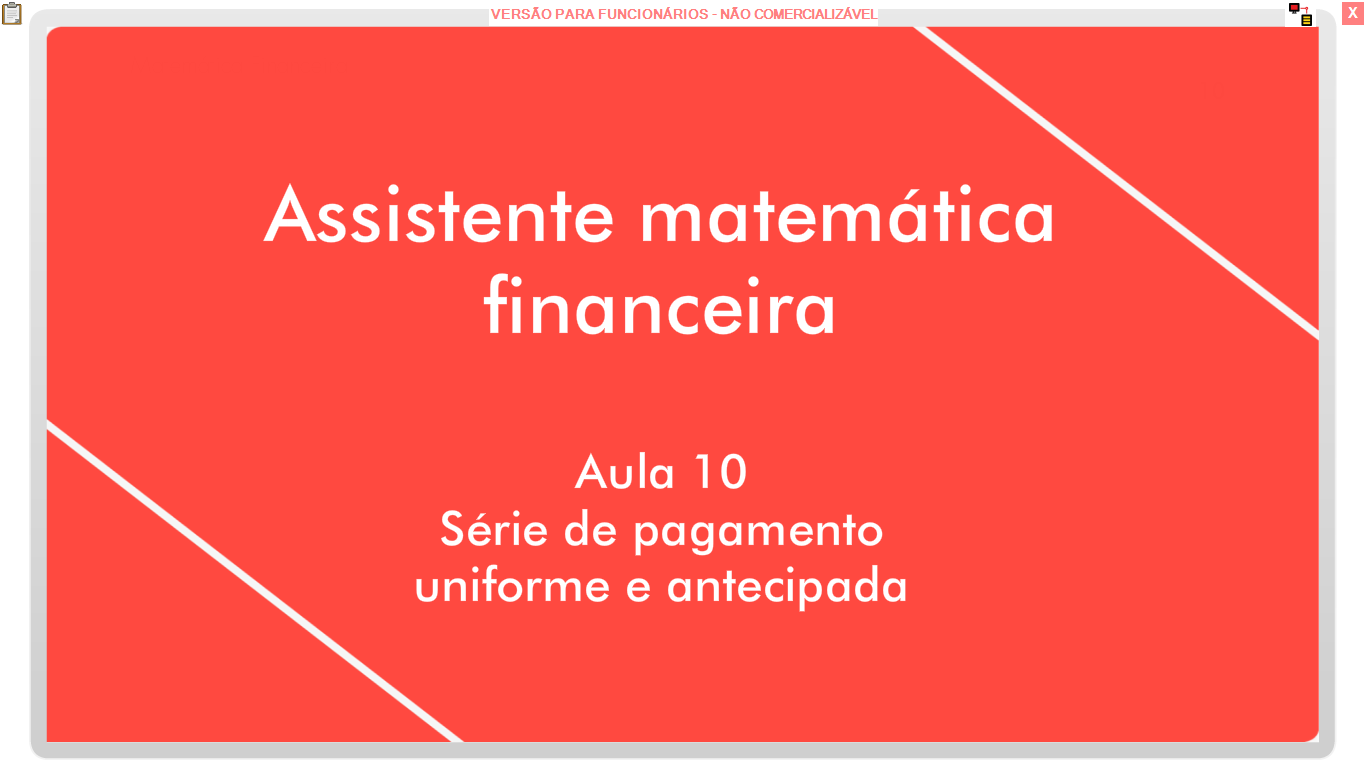 VERSÃO PARA FUNCIONÁRIOS - NÃO COMERCIALIZÁVEL
X
Assistente matemática
financeira
Aula 10
Série de pagamento
uniforme e antecipada